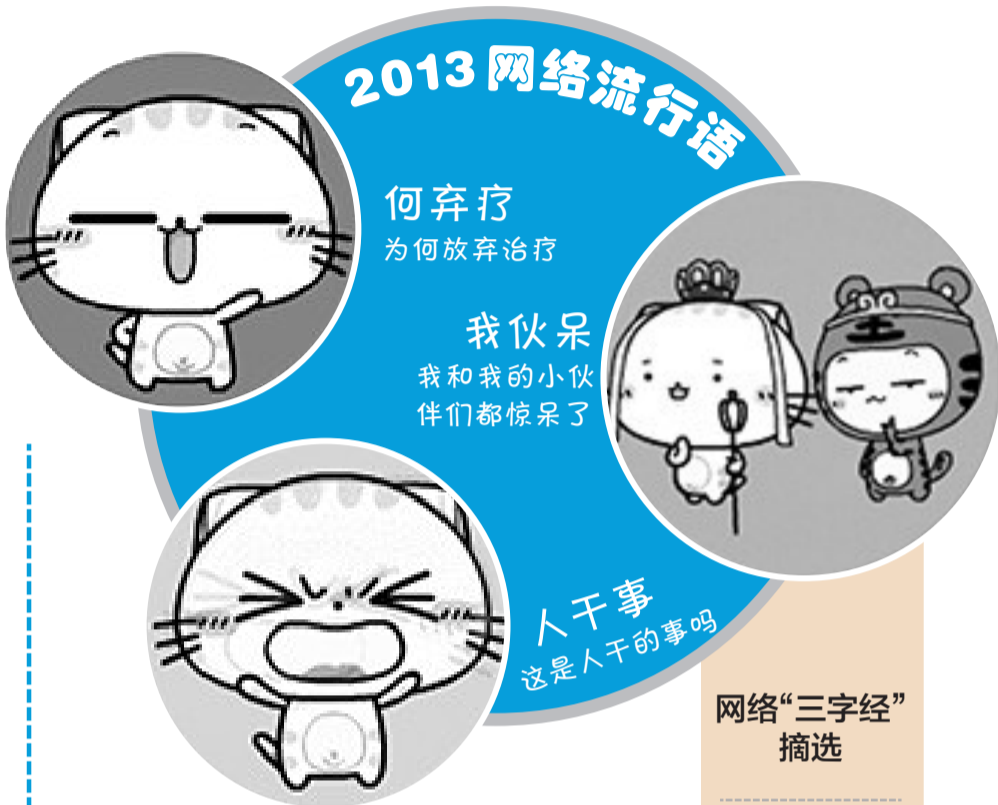 2013网络流行语
何弃疗
为何放弃治疗
我伙呆
我和我的小伙
伴们都惊呆了
人干事
这是人干的事吗
网络“三字经”
摘选